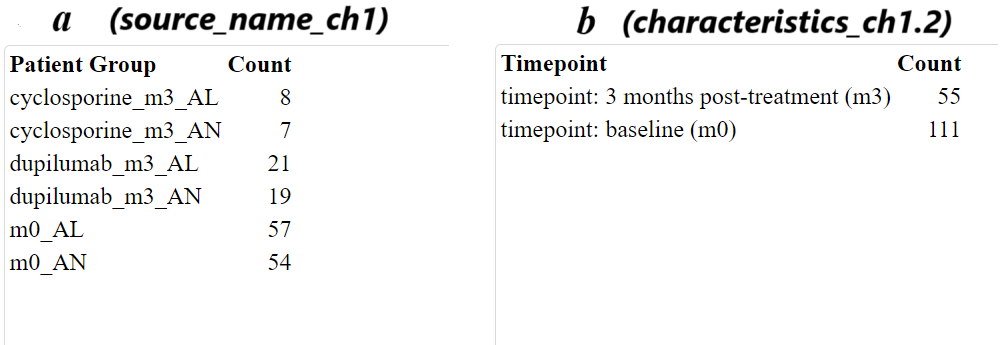 a (source_name_ch1)
Patient Group Count
cyclosporine_m3_AL 8
cyclosporine_m3_AN 7
dupilumab_m3_AL 21
dupilumab_m3_AN 19
m0_AL 57
m0_AN 54
b (characteristics_ch1.2)
Timepoint Count
timepoint: 3 months post-treatment (m3) 55
timepoint: baseline (m0) 111